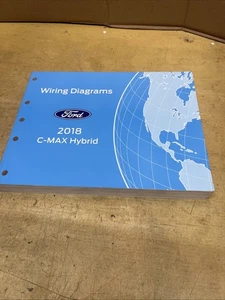 Wiring Diagrams
Ford
2018
C-MAX Hybrid